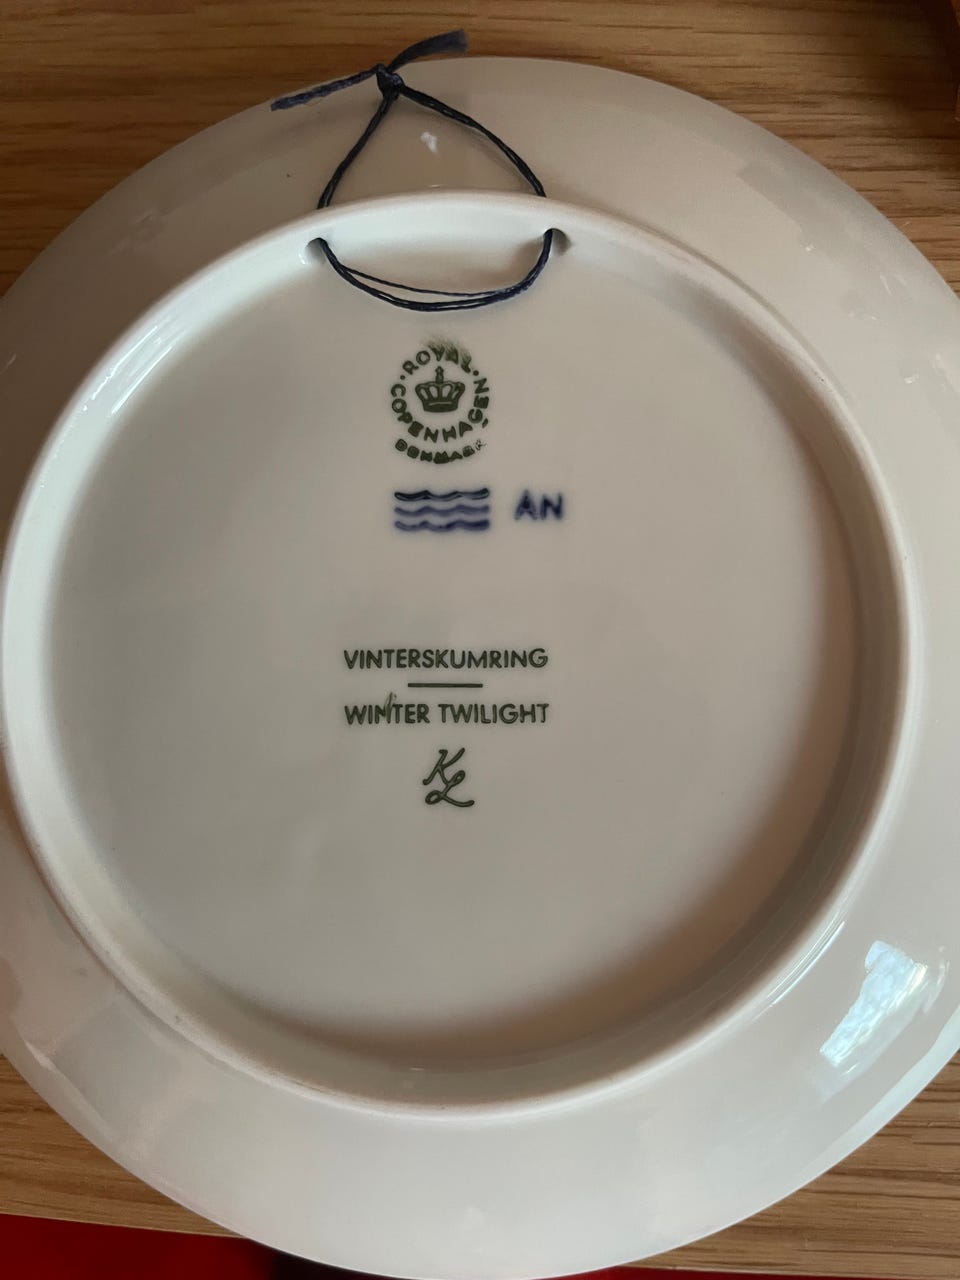 ROYAL
COPENHAGEN
DENMARK
AN
VINTERSKUMRING
WINTER TWILIGHT
KL